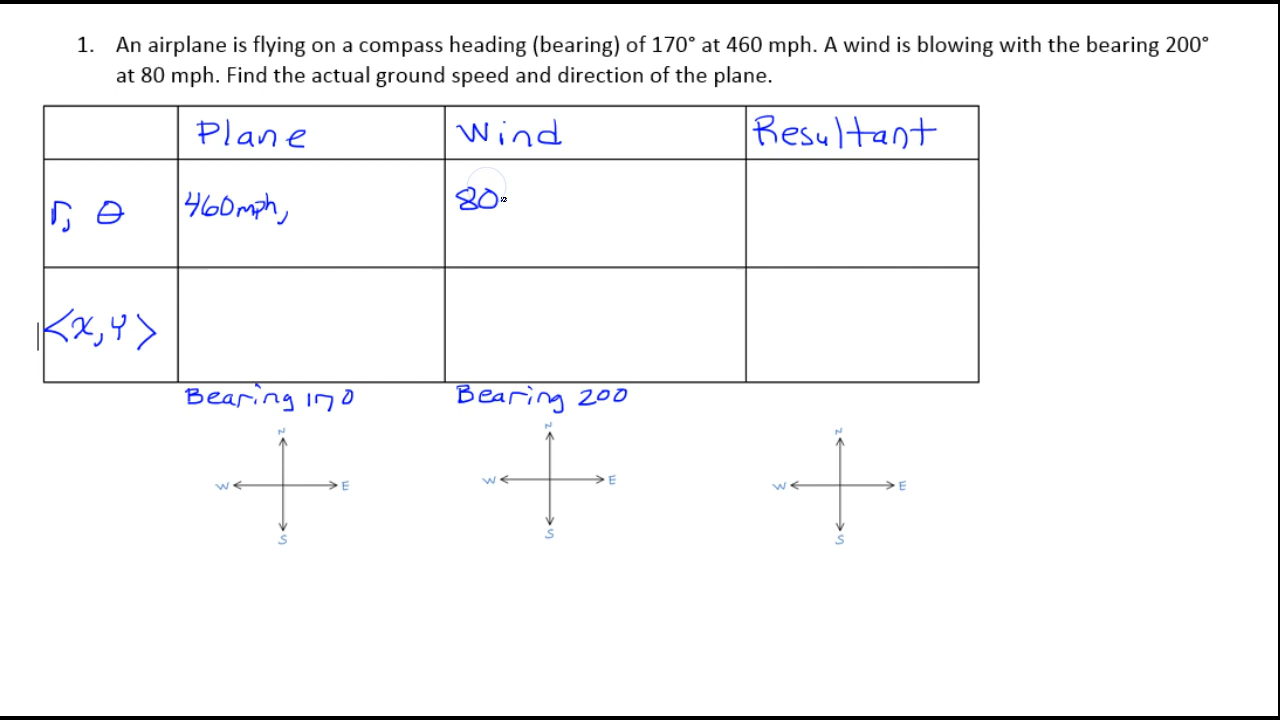 1. An airplane is flying on a compass heading (bearing) of 170° at 460 mph. A wind is blowing with the bearing 200°
at 80 mph. Find the actual ground speed and direction of the plane.
Plane Wind Resultant
r, θ 460mph, 80
<x,y>
Bearing 170 Bearing 200
N N N
W E W E W E
S S S